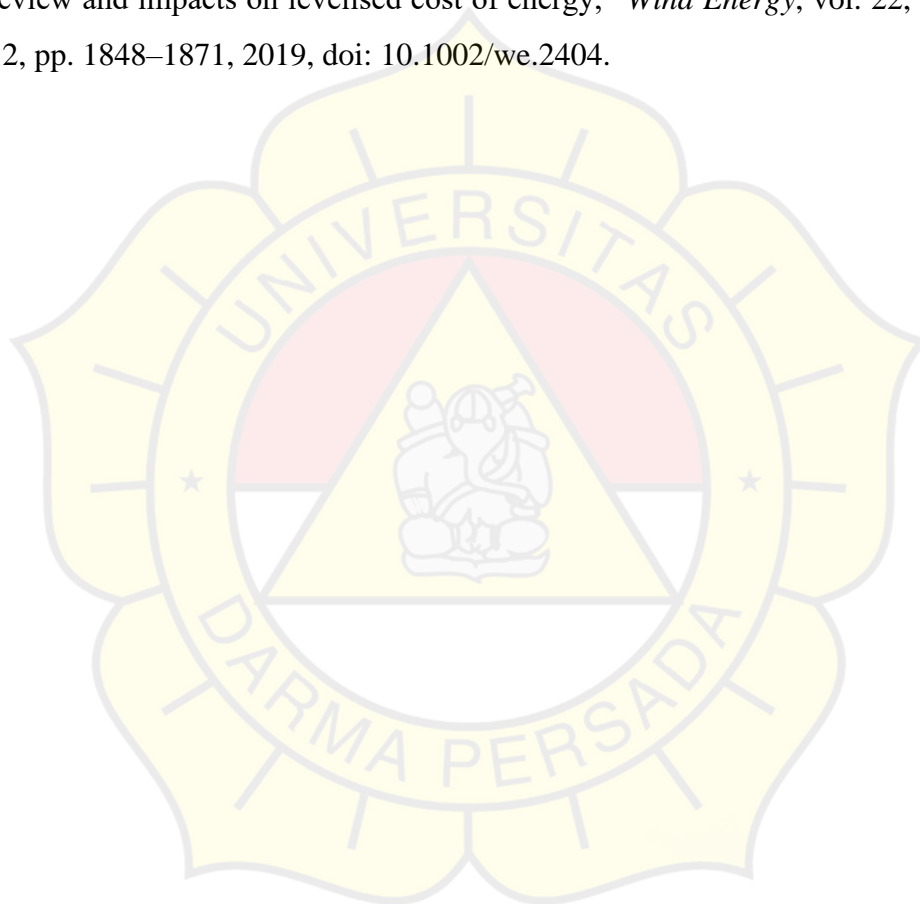 eview and impacts on levelised cost of energy,” Wind Energy, vol. 22,
2, pp. 1848–1871, 2019, doi: 10.1002/we.2404.
UNIVERSITAS
DARMA PERSADA